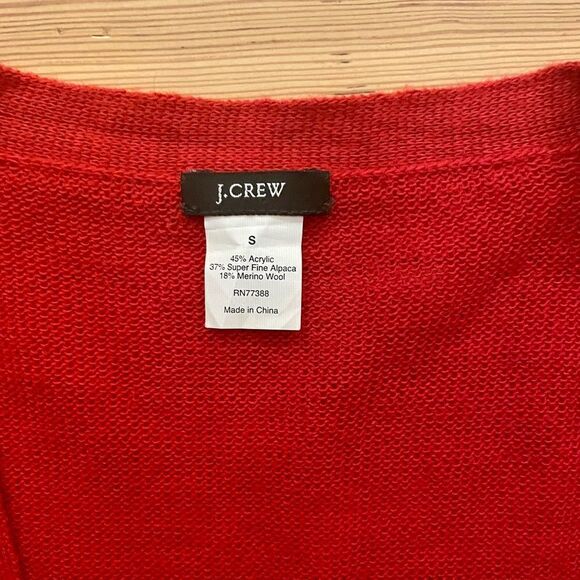 J.CREW
S
45% Acrylic
37% Super Fine Alpaca
18% Merino Wool
RN77388
Made in China